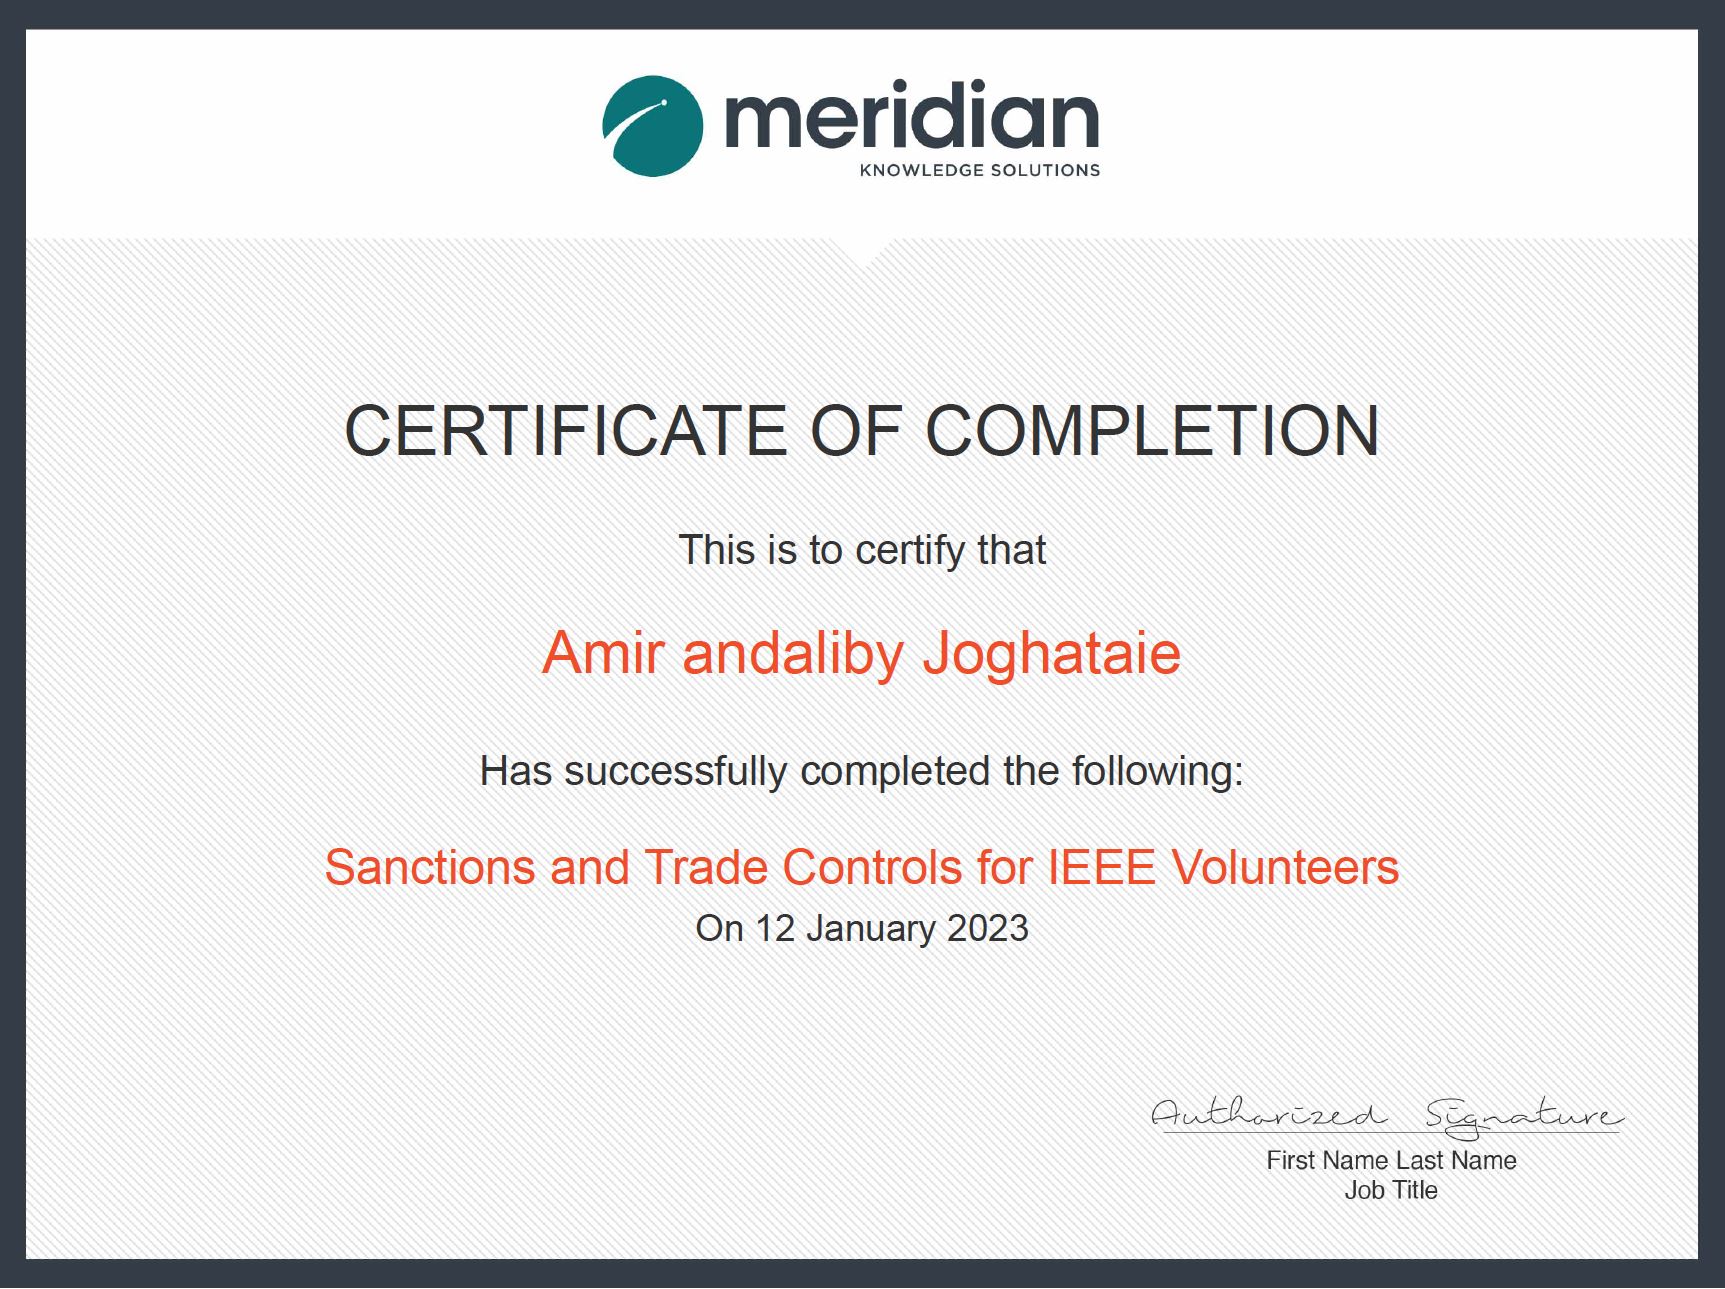 meridian
KNOWLEDGE SOLUTIONS
CERTIFICATE OF COMPLETION
This is to certify that
Amir andaliby Joghataie
Has successfully completed the following:
Sanctions and Trade Controls for IEEE Volunteers
On 12 January 2023
Authorized Signature
First Name Last Name
Job Title